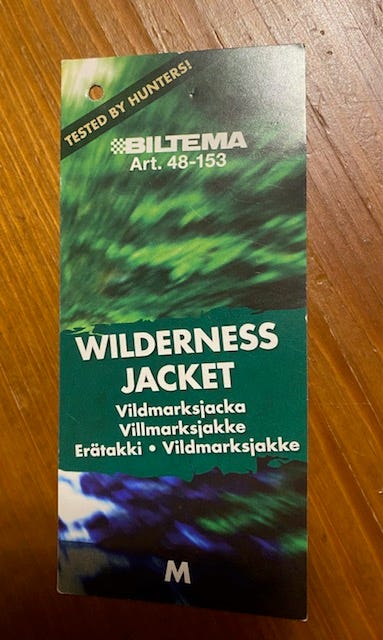 TESTED BY HUNTERS!
BILTEMA
Art. 48-153
WILDERNESS
JACKET
Vildmarksjacka
Villmarksjakke
Erätakki • Vildmarksjakke
M